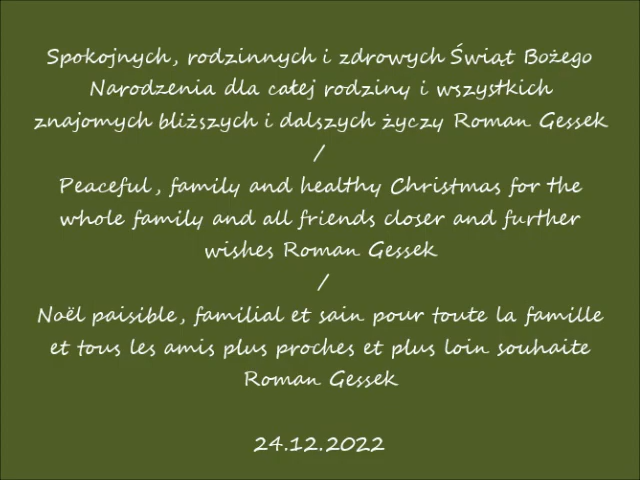 Spokojnych, rodzinnych i zdrowych Świąt Bożego
Narodzenia dla całej rodziny i wszystkich
znajomych bliższych i dalszych życzy Roman Gessek
/
Peaceful, family and healthy Christmas for the
whole family and all friends closer and further
wishes Roman Gessek
/
Noël paisible, familial et sain pour toute la famille
et tous les amis plus proches et plus loin souhaite
Roman Gessek
24.12.2022